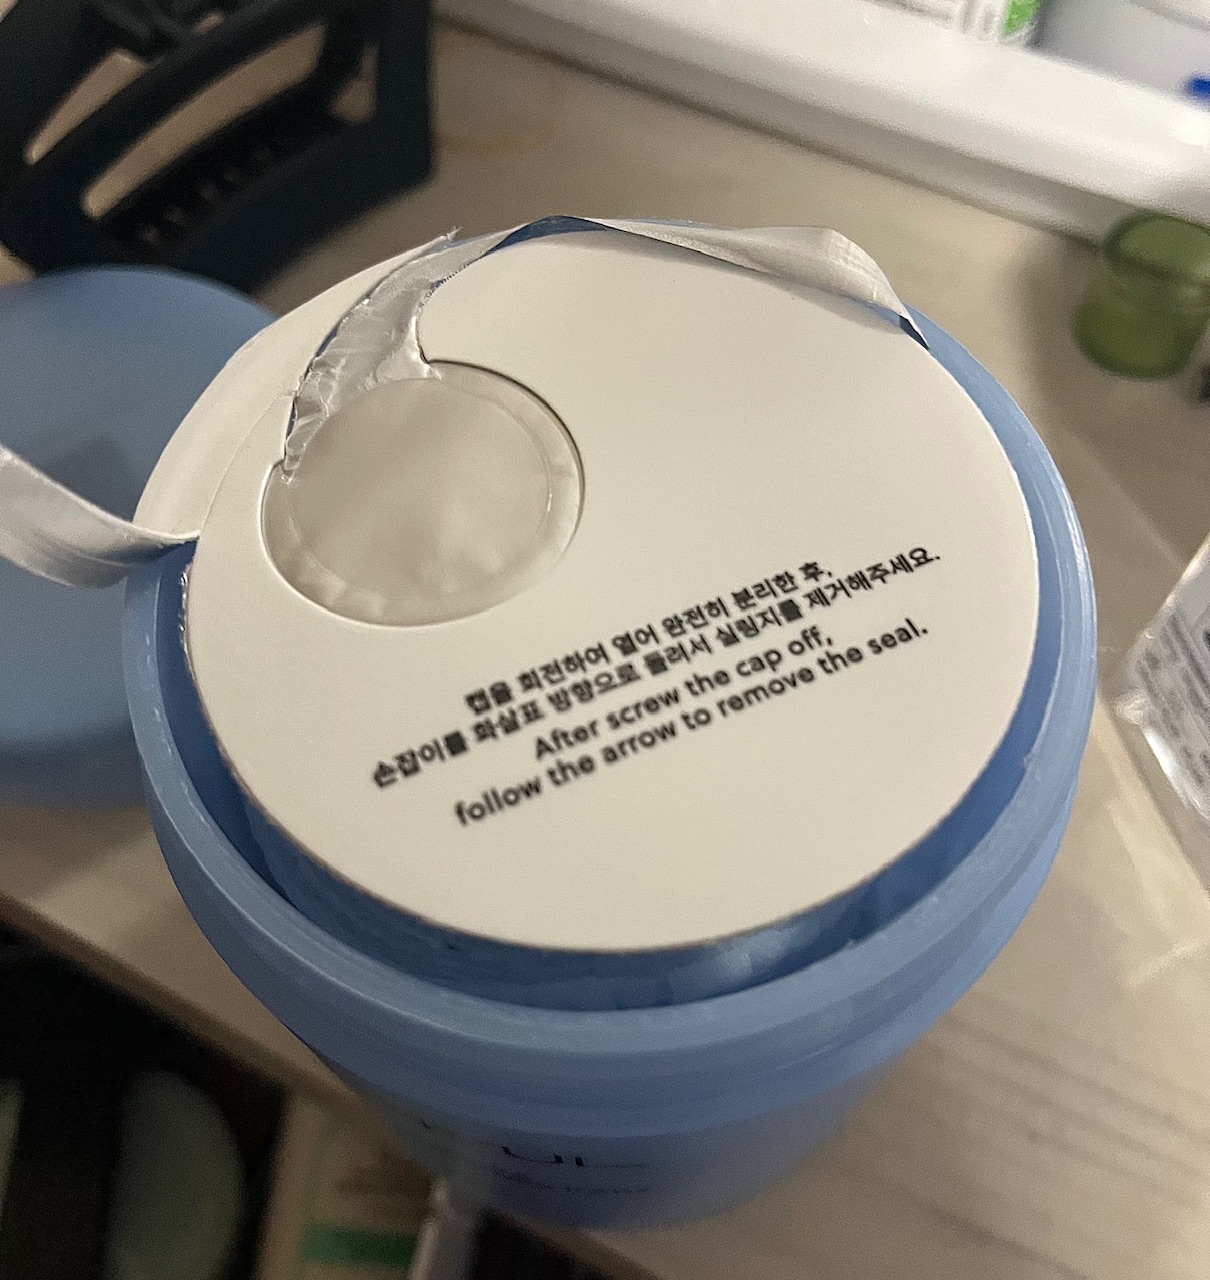 캡을 회전하여 열어 완전히 분리한 후,
손잡이를 화살표 방향으로 돌려서 실링지를 제거해주세요.
After screw the cap off,
follow the arrow to remove the seal.